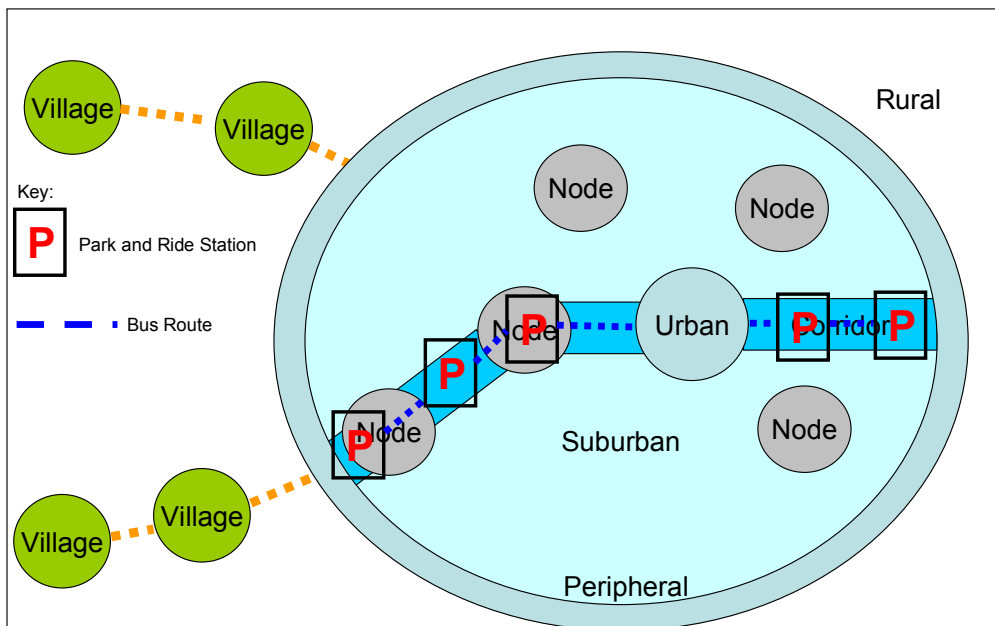 Village
Village
Rural
Key:
P
Park and Ride Station
Bus Route
Node
Node
Node
P
Urban
Corridor
P
P
P
Node
P
Node
Suburban
Village
Village
Peripheral